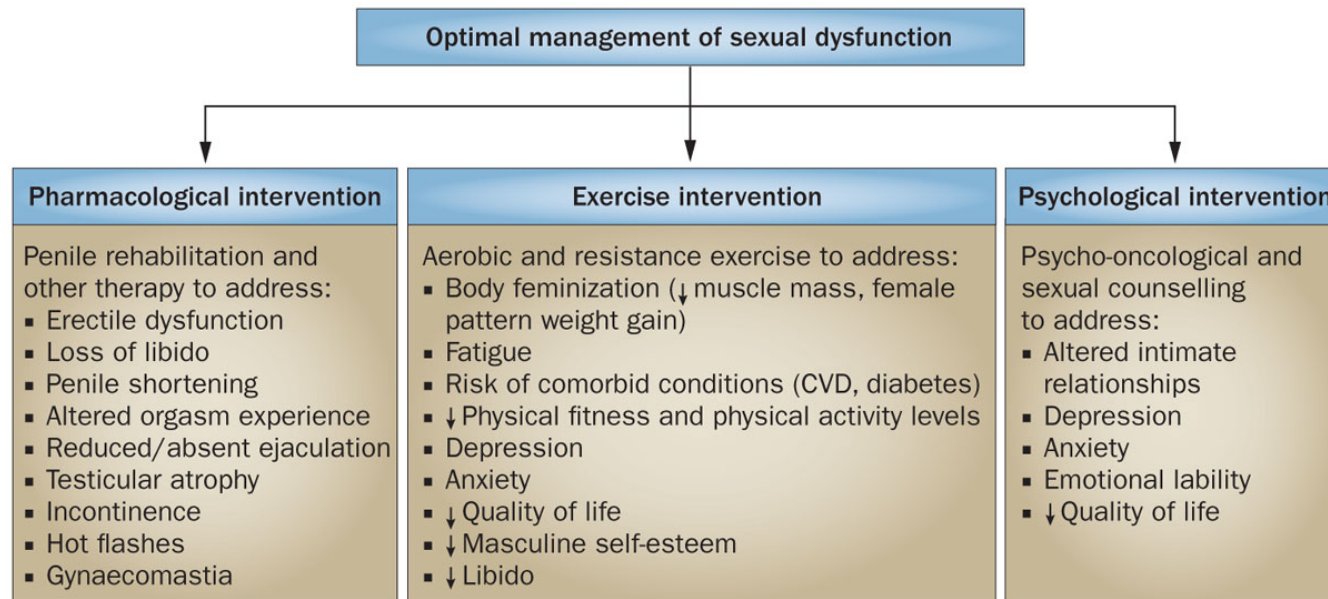 Optimal management of sexual dysfunction
Pharmacological intervention
Penile rehabilitation and
other therapy to address:
▪ Erectile dysfunction
▪ Loss of libido
▪ Penile shortening
▪ Altered orgasm experience
▪ Reduced/absent ejaculation
▪ Testicular atrophy
▪ Incontinence
▪ Hot flashes
▪ Gynaecomastia
Exercise intervention
Aerobic and resistance exercise to address:
▪ Body feminization (↓ muscle mass, female
pattern weight gain)
▪ Fatigue
▪ Risk of comorbid conditions (CVD, diabetes)
▪ ↓ Physical fitness and physical activity levels
▪ Depression
▪ Anxiety
▪ ↓ Quality of life
▪ ↓ Masculine self-esteem
▪ ↓ Libido
Psychological intervention
Psycho-oncological and
sexual counselling
to address:
▪ Altered intimate
relationships
▪ Depression
▪ Anxiety
▪ Emotional lability
▪ ↓ Quality of life